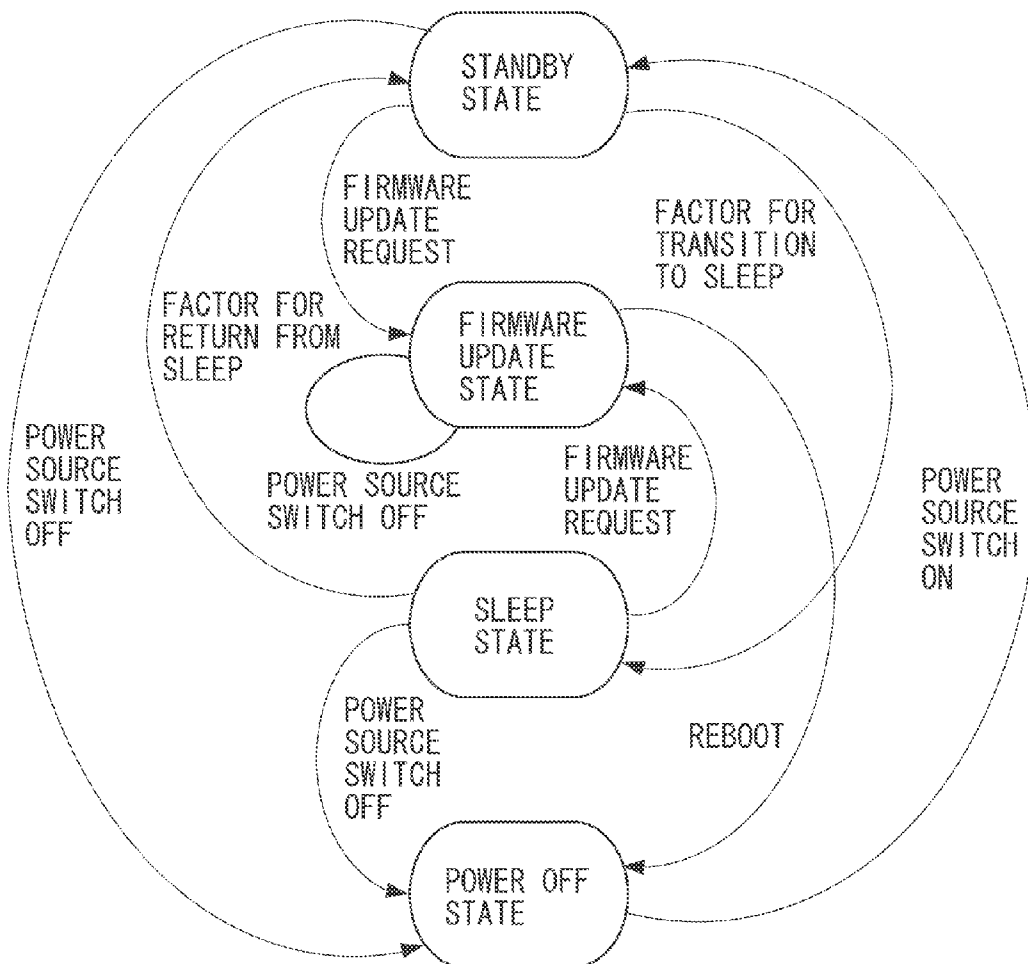 STANDBY
STATE
FIRMWARE
UPDATE
REQUEST
FACTOR FOR
TRANSITION
TO SLEEP
FACTOR FOR
RETURN FROM
SLEEP
FIRMWARE
UPDATE
STATE
POWER
SOURCE
SWITCH
OFF
POWER SOURCE
SWITCH OFF
FIRMWARE
UPDATE
REQUEST
POWER
SOURCE
SWITCH
ON
SLEEP
STATE
POWER
SOURCE
SWITCH
OFF
REBOOT
POWER OFF
STATE